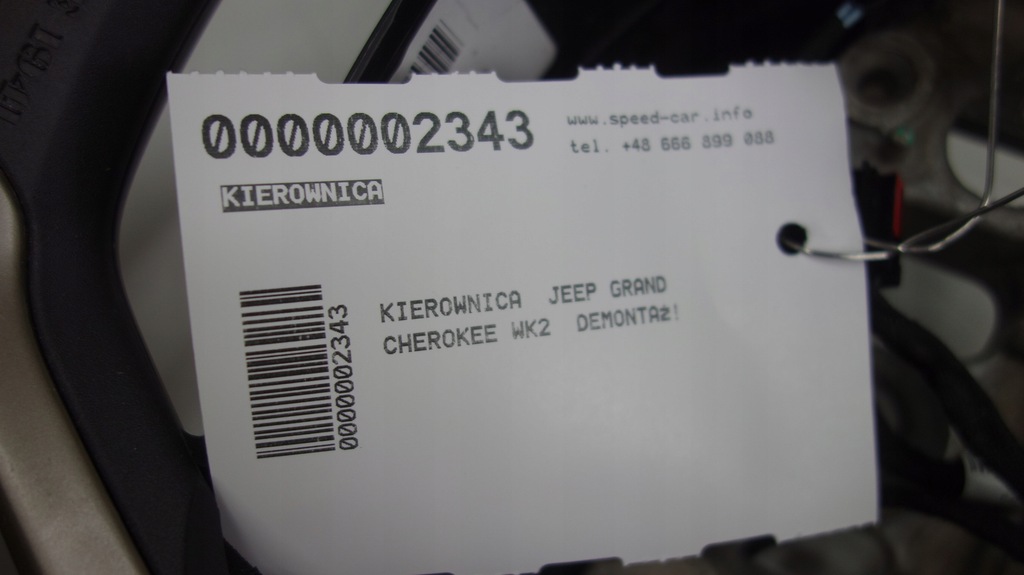 0000002343
www.speed-car.info
tel. +48 666 899 088
KIEROWNICA
0000002343
KIEROWNICA JEEP GRAND
CHEROKEE WK2 DEMONTAż!